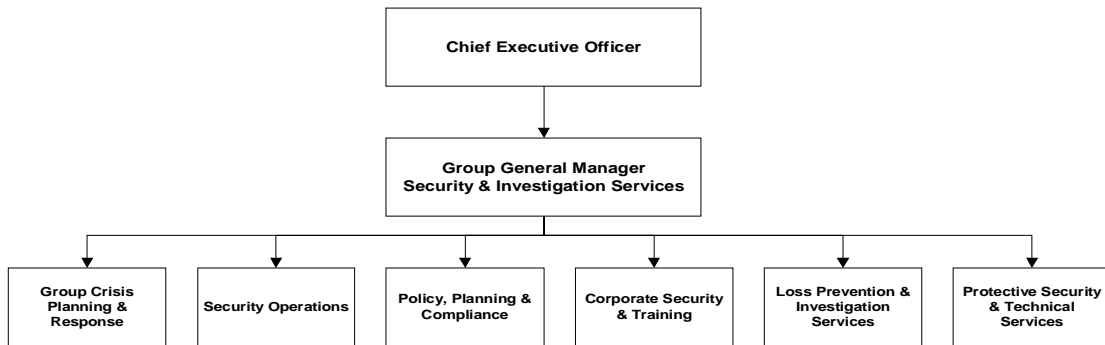 Chief Executive Officer
Group General Manager
Security & Investigation Services
Group Crisis
Planning &
Response
Security Operations
Policy, Planning &
Compliance
Corporate Security
& Training
Loss Prevention &
Investigation
Services
Protective Security
& Technical
Services